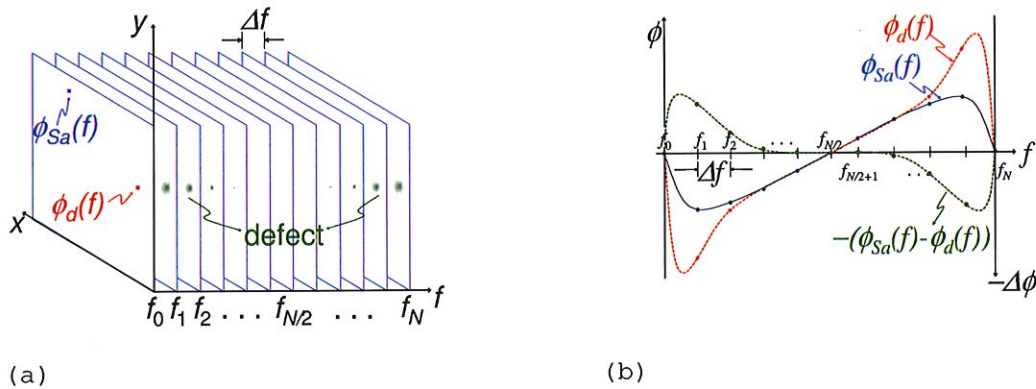 y
Δf
ϕSa(f)
ϕd(f)
x
defect
f0 f1 f2 . . . fN/2 . . . fN
f
(a)
ϕ
ϕd(f)
ϕSa(f)
f0 f1 f2 . . . .
fN/2
f
Δf
fN/2+1
. . .
fN
−(ϕSa(f)-ϕd(f))
−Δϕ
(b)